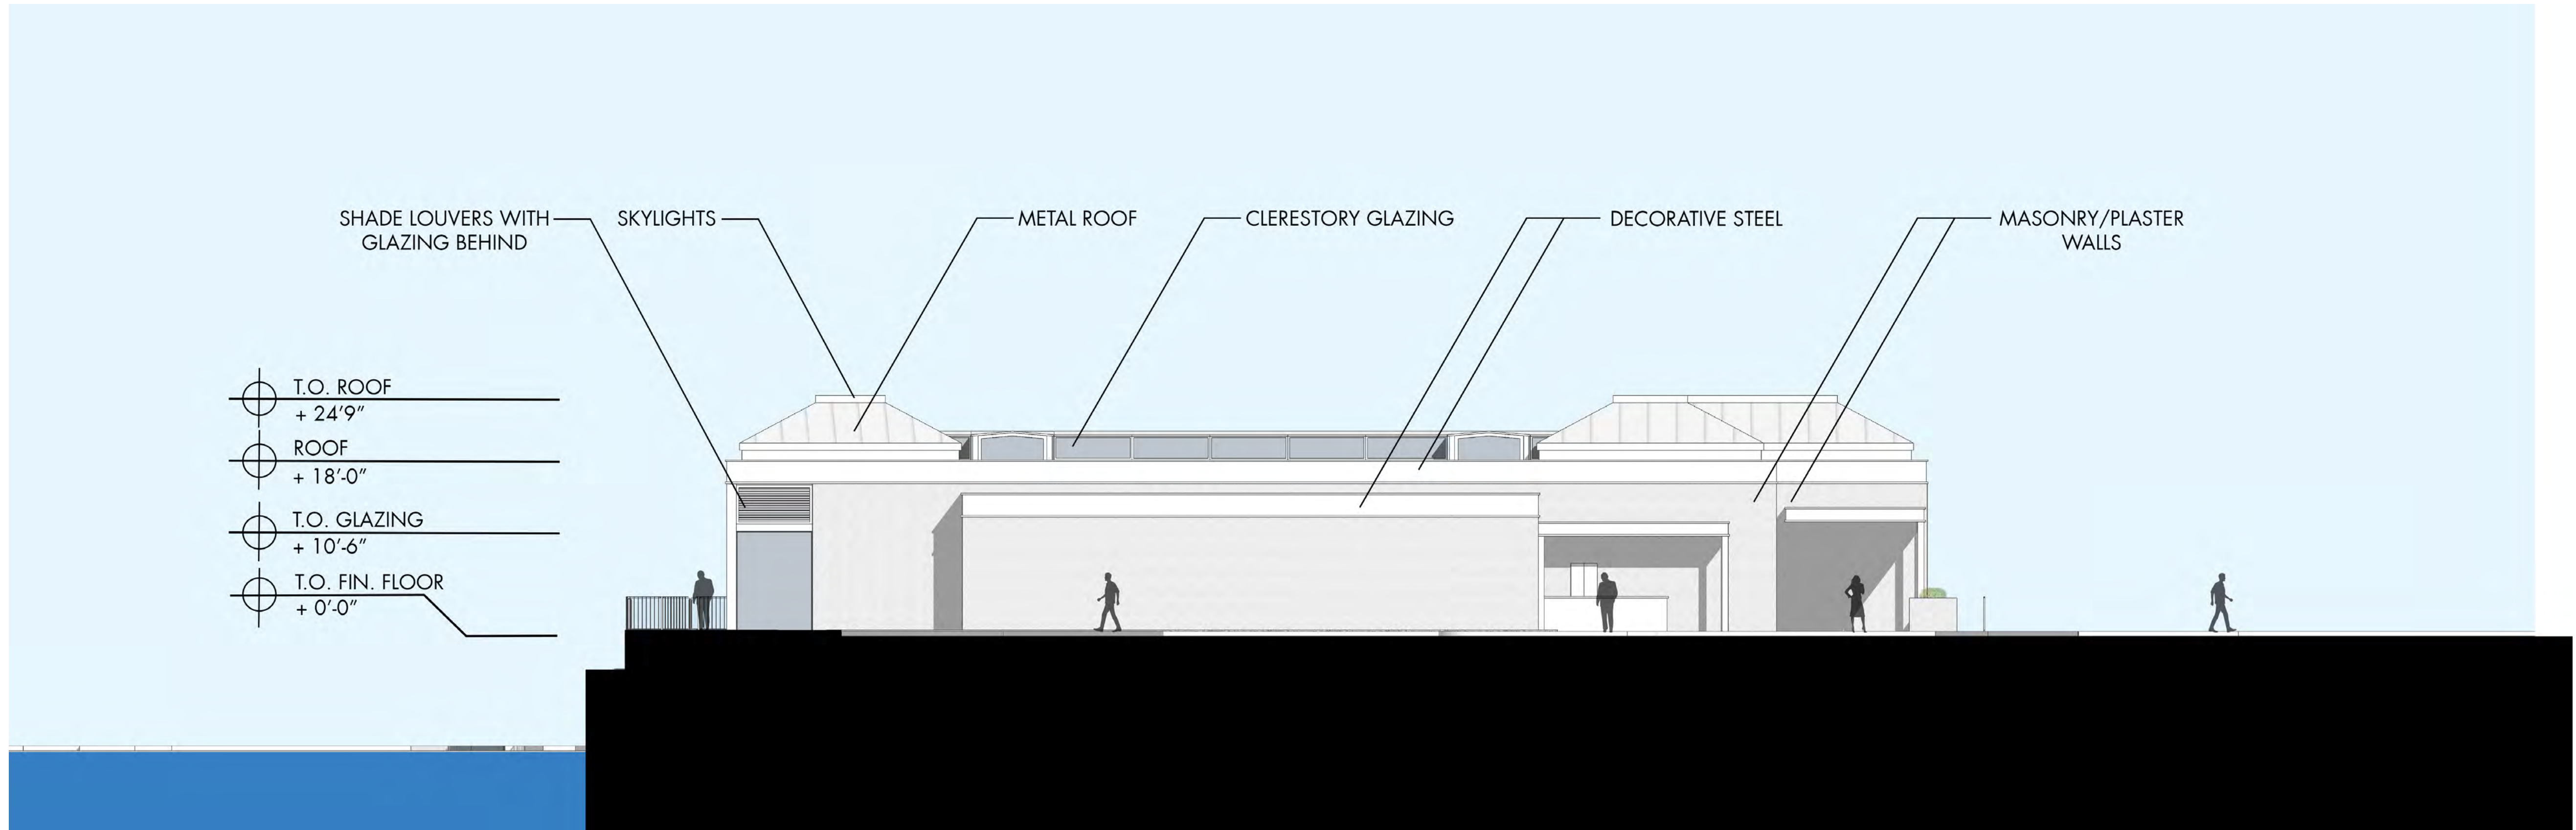 SHADE LOUVERS WITH
GLAZING BEHIND
SKYLIGHTS
METAL ROOF
CLERESTORY GLAZING
DECORATIVE STEEL
MASONRY/PLASTER
WALLS
T.O. ROOF
+ 24'9"
ROOF
+ 18'-0"
T.O. GLAZING
+ 10'-6"
T.O. FIN. FLOOR
+ 0'-0"